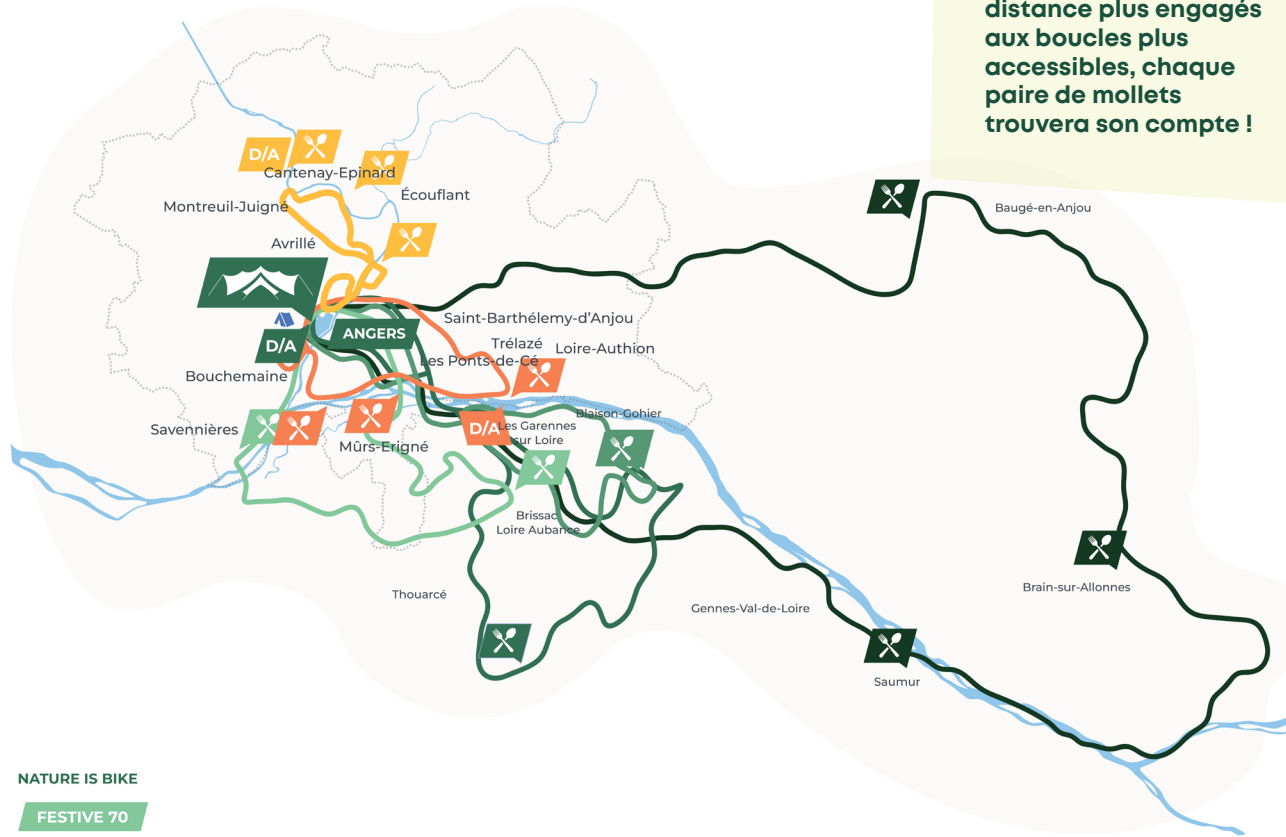 distance plus engagés
aux boucles plus
accessibles, chaque
paire de mollets
trouvera son compte !
D/A
Cantenay-Epinard
Écouflant
Montreuil-Juigné
Baugé-en-Anjou
Avrillé
Saint-Barthélemy-d'Anjou
ANGERS
D/A
Trélazé
Loire-Authion
Les Ponts-de-Cé
Bouchemaine
Blaison-Gohier
Savennières
D/A
Les Garennes
sur Loire
Mûrs-Erigné
Brissac
Loire Aubance
Thouarcé
Brain-sur-Allonnes
Gennes-Val-de-Loire
Saumur
NATURE IS BIKE
FESTIVE 70